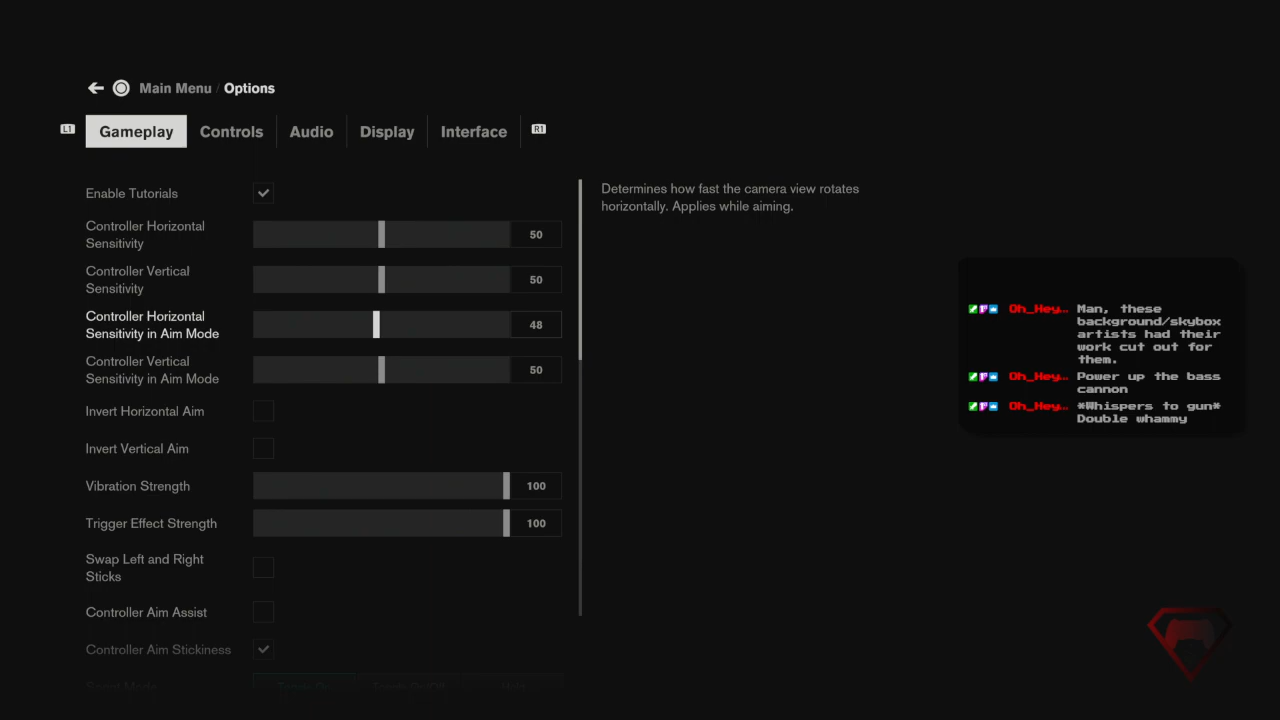 Main Menu / Options
L1 Gameplay Controls Audio Display Interface R1
Enable Tutorials
Controller Horizontal
Sensitivity
50
Controller Vertical
Sensitivity
50
Controller Horizontal
Sensitivity in Aim Mode
48
Controller Vertical
Sensitivity in Aim Mode
50
Invert Horizontal Aim
Invert Vertical Aim
Vibration Strength
100
Trigger Effect Strength
100
Swap Left and Right
Sticks
Controller Aim Assist
Controller Aim Stickiness
Determines how fast the camera view rotates
horizontally. Applies while aiming.
Oh_Hey… Man, these
background/skybox
artists had their
work cut out for
them.
Oh_Hey… Power up the bass
cannon
Oh_Hey… *Whispers to gun*
Double whammy